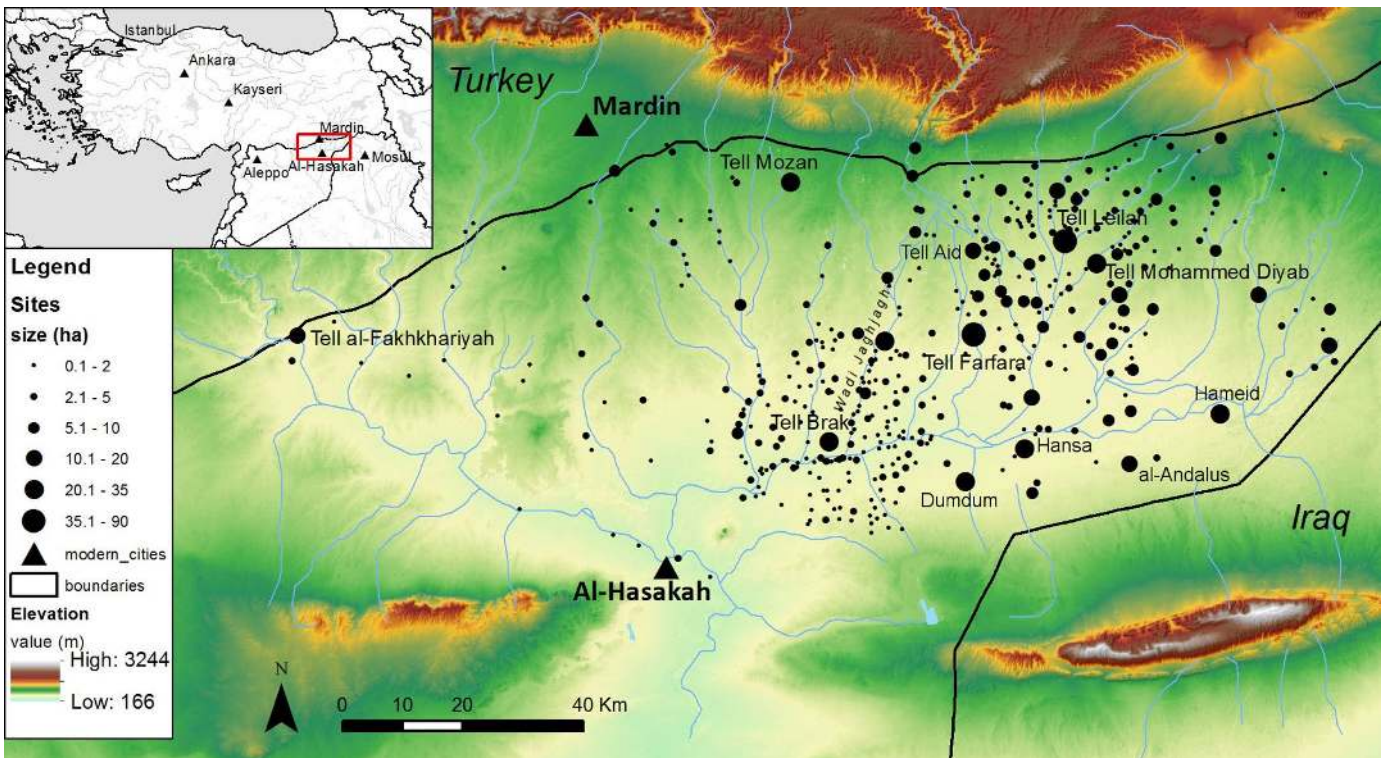 Istanbul
Ankara
Kayseri
Mardin
Al-Hasakah
Aleppo
Mosul
Turkey
Mardin
Tell Mozan
Tell Leilan
Tell Aid
Tell Mohammed Diyab
Wadi Jaghjagh
Tell al-Fakhkhariyah
Tell Farfara
Hameid
Tell Brak
Hansa
al-Andalus
Dumdum
Iraq
Al-Hasakah
Legend
Sites
size (ha)
0.1 - 2
2.1 - 5
5.1 - 10
10.1 - 20
20.1 - 35
35.1 - 90
modern_cities
boundaries
Elevation
value (m)
High: 3244
Low: 166
N
0 10 20 40 Km